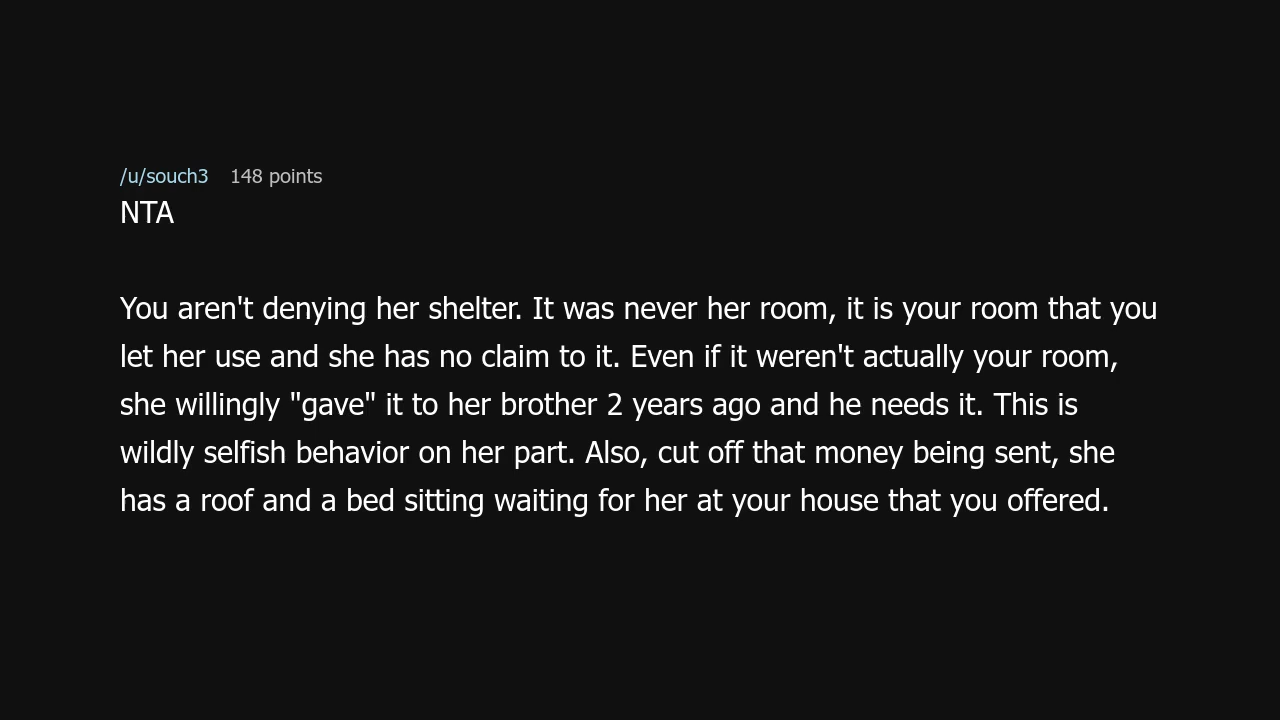 /u/souch3 148 points
NTA
You aren't denying her shelter. It was never her room, it is your room that you
let her use and she has no claim to it. Even if it weren't actually your room,
she willingly "gave" it to her brother 2 years ago and he needs it. This is
wildly selfish behavior on her part. Also, cut off that money being sent, she
has a roof and a bed sitting waiting for her at your house that you offered.